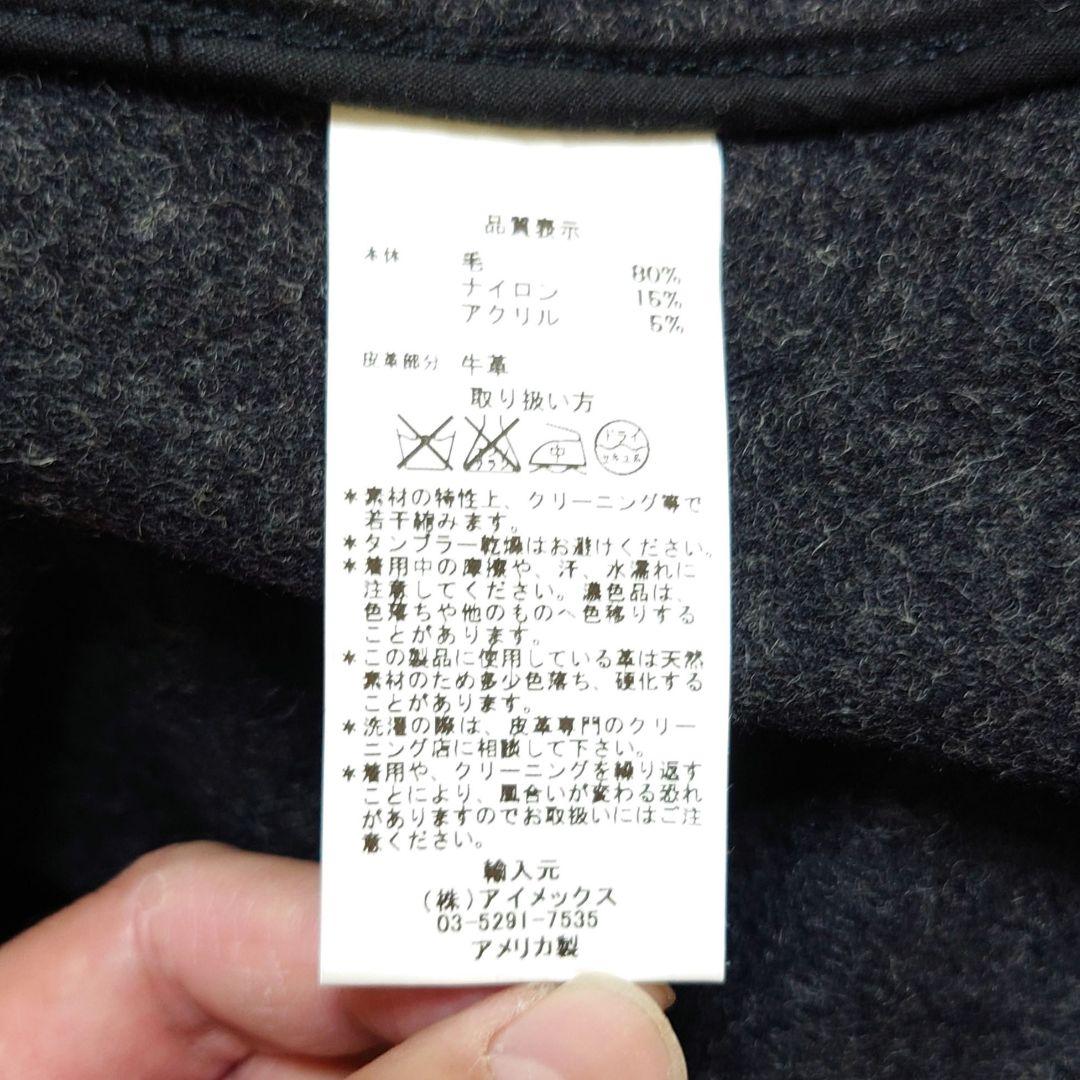 品質表示
本体 毛 80%
ナイロン 15%
アクリル 5%
皮革部分 牛革
取り扱い方
中 ドライ セキユ系
*素材の特性上、クリーニング等で
若干縮みます。
*タンブラー乾燥はお避けください。
*着用中の摩擦や、汗、水濡れに
注意してください。濃色品は、
色落ちや他のものへ色移りする
ことがあります。
*この製品に使用している革は天然
素材のため多少色落ち、硬化する
ことがあります。
*洗濯の際は、皮革専門のクリー
ニング店に相談して下さい。
*着用や、クリーニングを繰り返す
ことにより、風合いが変わる恐れ
がありますのでお取扱いにはご注
意ください。
輸入元
(株)アイメックス
03-5291-7535
アメリカ製